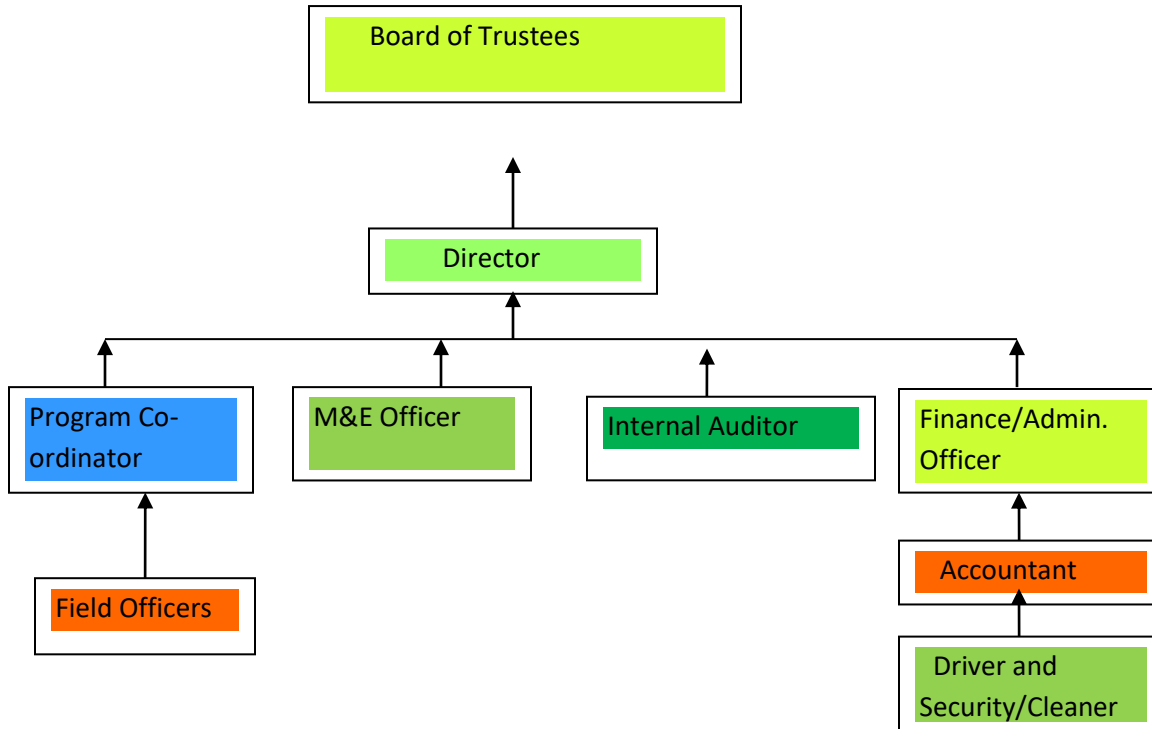 Board of Trustees
Director
Program Co-
ordinator
M&E Officer
Internal Auditor
Finance/Admin.
Officer
Field Officers
Accountant
Driver and
Security/Cleaner